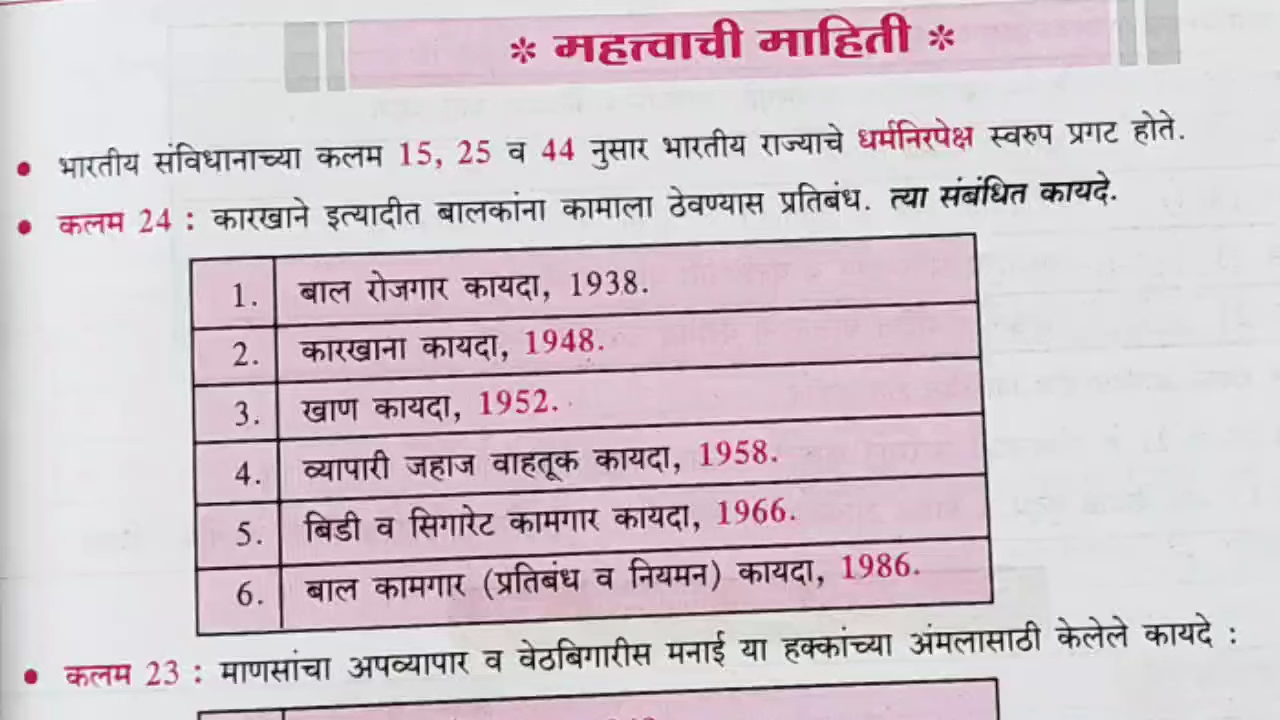 * महत्त्वाची माहिती *
• भारतीय संविधानाच्या कलम 15, 25 व 44 नुसार भारतीय राज्याचे धर्मनिरपेक्ष स्वरुप प्रगट होते.
• कलम 24 : कारखाने इत्यादीत बालकांना कामाला ठेवण्यास प्रतिबंध. त्या संबंधित कायदे.
1. बाल रोजगार कायदा, 1938.
2. कारखाना कायदा, 1948.
3. खाण कायदा, 1952.
4. व्यापारी जहाज वाहतूक कायदा, 1958.
5. बिडी व सिगारेट कामगार कायदा, 1966.
6. बाल कामगार (प्रतिबंध व नियमन) कायदा, 1986.
• कलम 23 : माणसांचा अपव्यापार व वेठबिगारीस मनाई या हक्कांच्या अंमलासाठी केलेले कायदे :